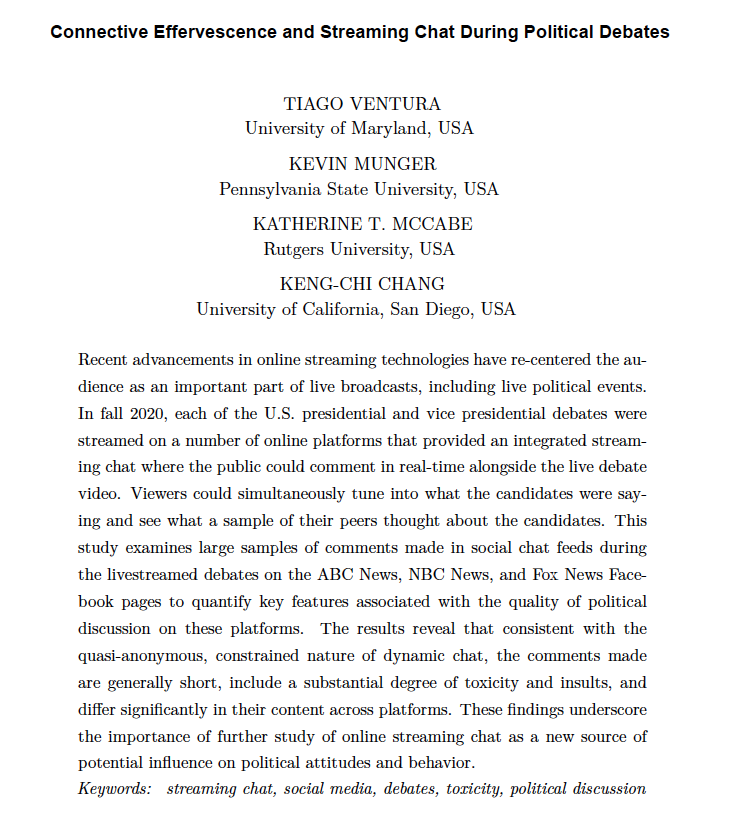 Connective Effervescence and Streaming Chat During Political Debates
TIAGO VENTURA
University of Maryland, USA
KEVIN MUNGER
Pennsylvania State University, USA
KATHERINE T. MCCABE
Rutgers University, USA
KENG-CHI CHANG
University of California, San Diego, USA
Recent advancements in online streaming technologies have re-centered the au-
dience as an important part of live broadcasts, including live political events.
In fall 2020, each of the U.S. presidential and vice presidential debates were
streamed on a number of online platforms that provided an integrated stream-
ing chat where the public could comment in real-time alongside the live debate
video. Viewers could simultaneously tune into what the candidates were say-
ing and see what a sample of their peers thought about the candidates. This
study examines large samples of comments made in social chat feeds during
the livestreamed debates on the ABC News, NBC News, and Fox News Face-
book pages to quantify key features associated with the quality of political
discussion on these platforms. The results reveal that consistent with the
quasi-anonymous, constrained nature of dynamic chat, the comments made
are generally short, include a substantial degree of toxicity and insults, and
differ significantly in their content across platforms. These findings underscore
the importance of further study of online streaming chat as a new source of
potential influence on political attitudes and behavior.
Keywords: streaming chat, social media, debates, toxicity, political discussion